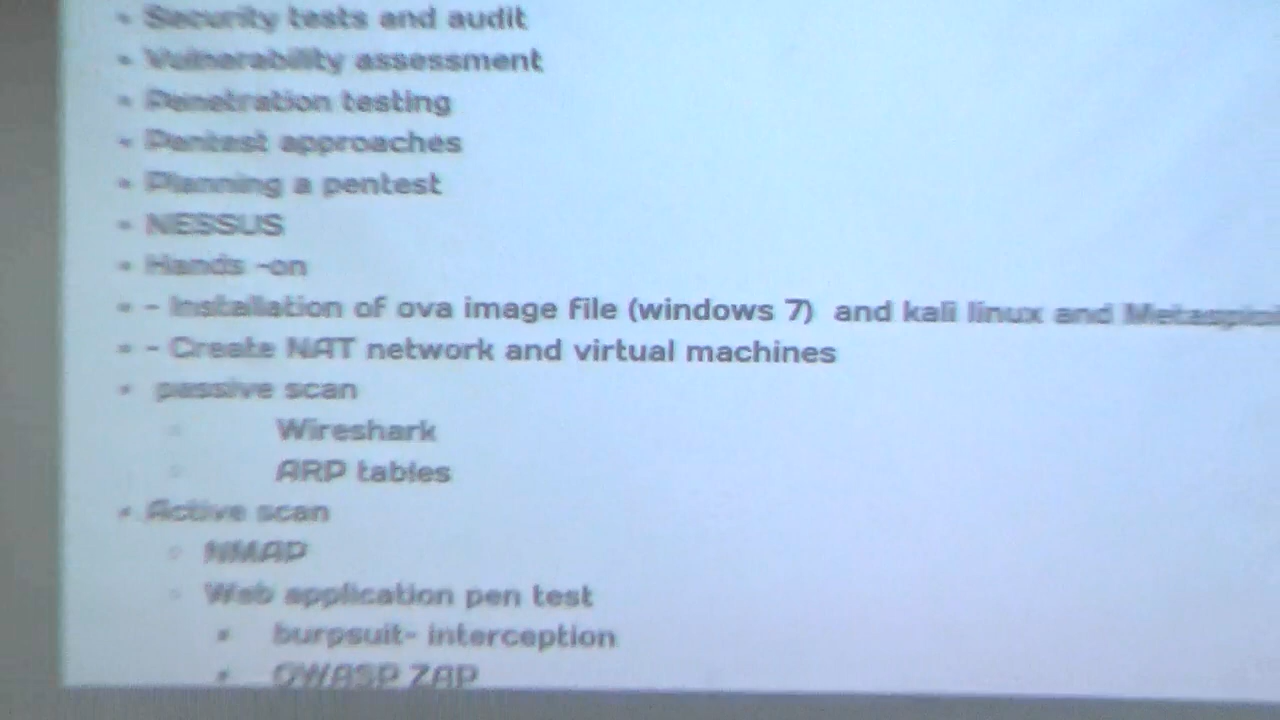 • Security tests and audit
• Vulnerability assessment
• Penetration testing
• Pentest approaches
• Planning a pentest
• NESSUS
• Hands -on
• - Installation of ova image file (windows 7) and kali linux and
• - Create NAT network and virtual machines
• passive scan
Wireshark
ARP tables
• Active scan
NMAP
Web application pen test
• burpsuit- interception
• OWASP ZAP